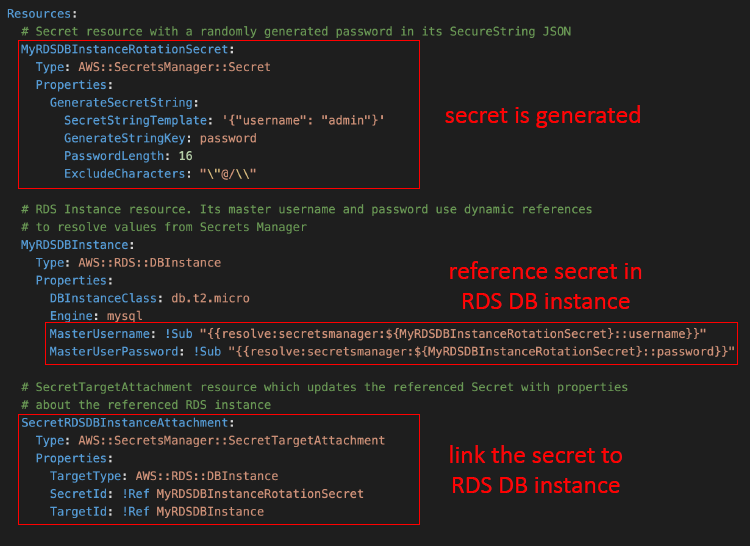 Resources:
# Secret resource with a randomly generated password in its SecureString JSON
MyRDSDBInstanceRotationSecret:
Type: AWS::SecretsManager::Secret
Properties:
GenerateSecretString:
SecretStringTemplate: '{"username": "admin"}'
GenerateStringKey: password
PasswordLength: 16
ExcludeCharacters: "\"@/\\"
secret is generated
# RDS Instance resource. Its master username and password use dynamic references
# to resolve values from Secrets Manager
MyRDSDBInstance:
Type: AWS::RDS::DBInstance
Properties:
DBInstanceClass: db.t2.micro
Engine: mysql
MasterUsername: !Sub "{{resolve:secretsmanager:${MyRDSDBInstanceRotationSecret}::username}}"
MasterUserPassword: !Sub "{{resolve:secretsmanager:${MyRDSDBInstanceRotationSecret}::password}}"
reference secret in
RDS DB instance
# SecretTargetAttachment resource which updates the referenced Secret with properties
# about the referenced RDS instance
SecretRDSDBInstanceAttachment:
Type: AWS::SecretsManager::SecretTargetAttachment
Properties:
TargetType: AWS::RDS::DBInstance
SecretId: !Ref MyRDSDBInstanceRotationSecret
TargetId: !Ref MyRDSDBInstance
link the secret to
RDS DB instance